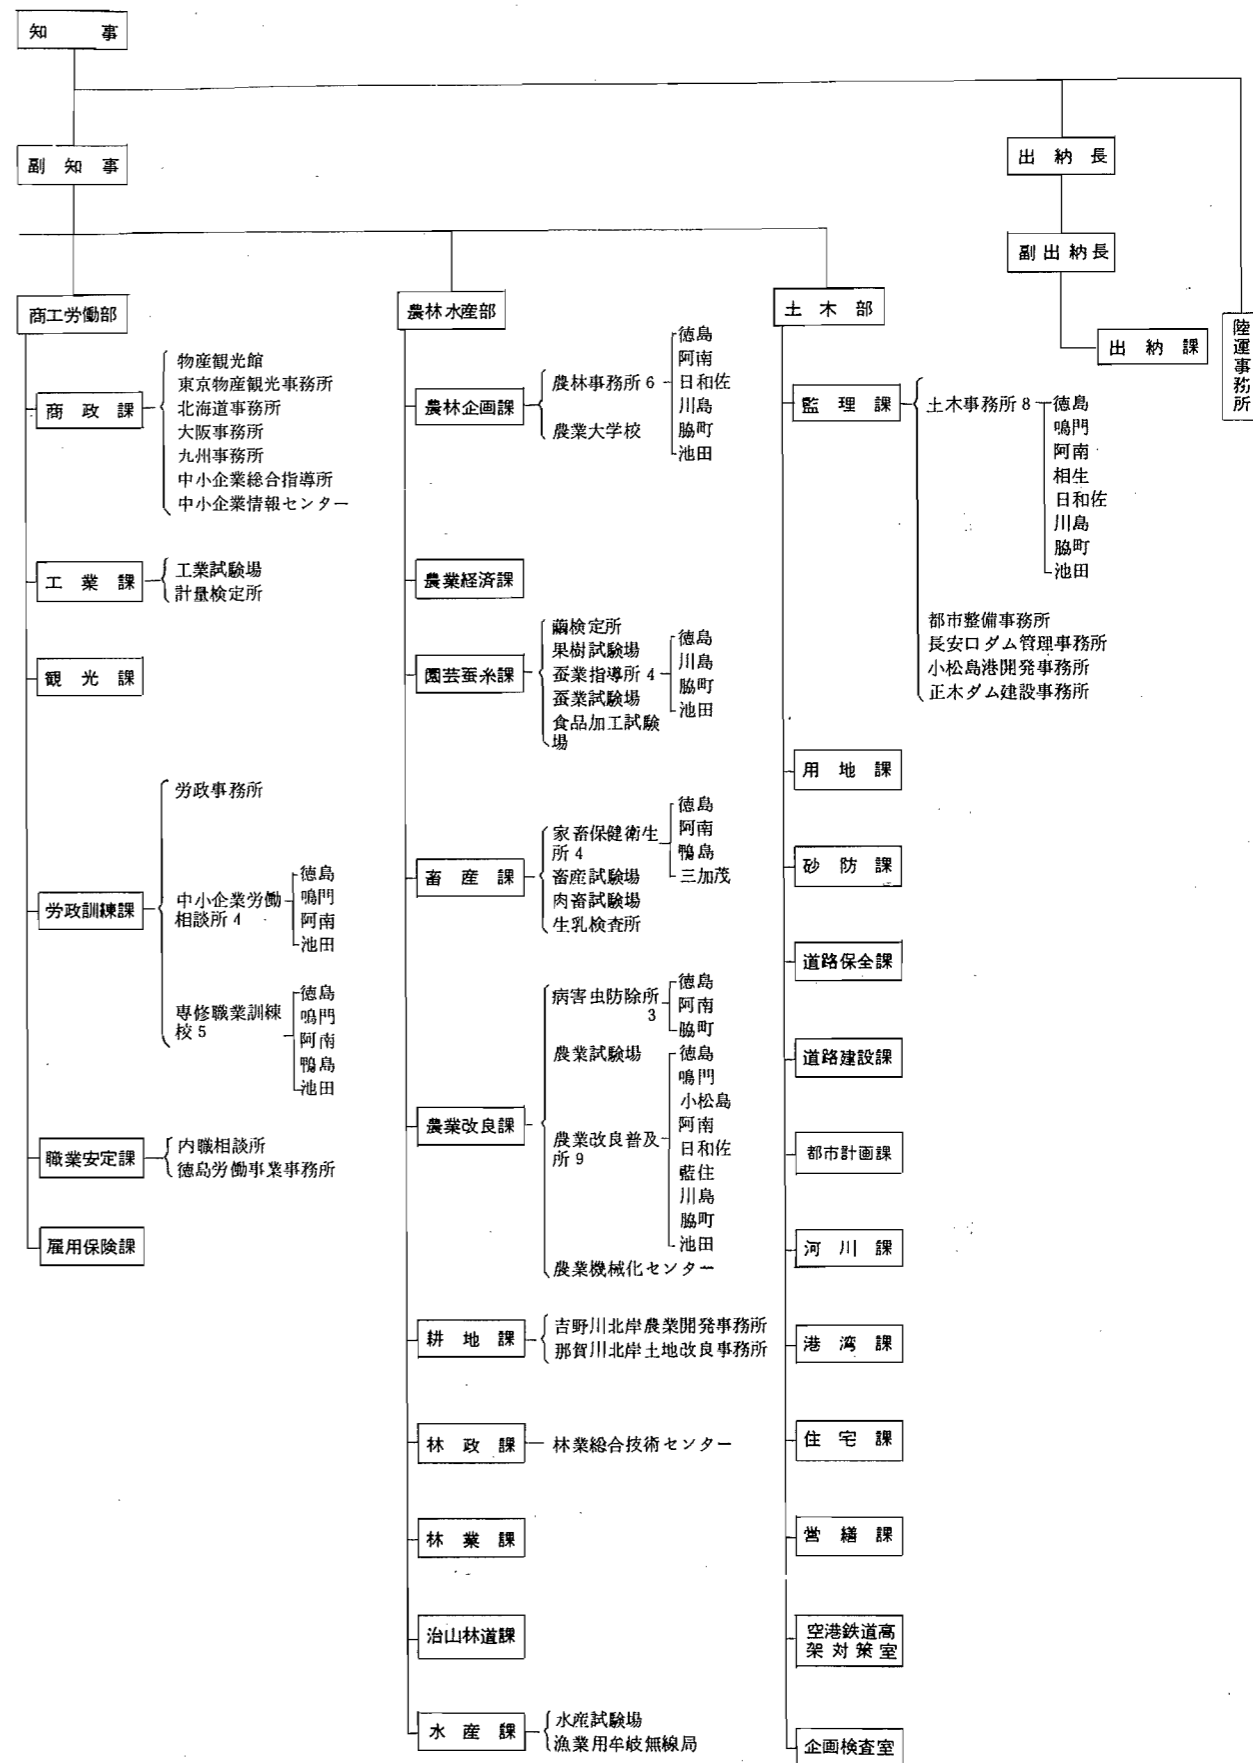 知事
副知事
出納長
副出納長
出納課
陸運事務所
商工労働部
商政課
物産観光館
東京物産観光事務所
北海道事務所
大阪事務所
九州事務所
中小企業総合指導所
中小企業情報センター
工業課
工業試験場
計量検定所
観光課
労政訓練課
労政事務所
中小企業労働
相談所4
徳島
鳴門
阿南
池田
専修職業訓練
校5
徳島
鳴門
阿南
鴨島
池田
職業安定課
内職相談所
徳島労働事業事務所
雇用保険課
農林水産部
農林企画課
農林事務所6
徳島
阿南
日和佐
川島
脇町
池田
農業大学校
農業経済課
園芸蚕糸課
繭検定所
果樹試験場
蚕業指導所4
徳島
川島
脇町
池田
蚕業試験場
食品加工試験
場
畜産課
家畜保健衛生
所4
徳島
阿南
鴨島
三加茂
畜産試験場
肉畜試験場
生乳検査所
農業改良課
病害虫防除所
3
徳島
阿南
脇町
農業試験場
農業改良普及
所9
徳島
鳴門
小松島
阿南
日和佐
藍住
川島
脇町
池田
農業機械化センター
耕地課
吉野川北岸農業開発事務所
那賀川北岸土地改良事務所
林政課
林業総合技術センター
林業課
治山林道課
水産課
水産試験場
漁業用牟岐無線局
土木部
監理課
土木事務所8
徳島
鳴門
阿南
相生
日和佐
川島
脇町
池田
都市整備事務所
長安口ダム管理事務所
小松島港開発事務所
正木ダム建設事務所
用地課
砂防課
道路保全課
道路建設課
都市計画課
河川課
港湾課
住宅課
営繕課
空港鉄道高
架対策室
企画検査室